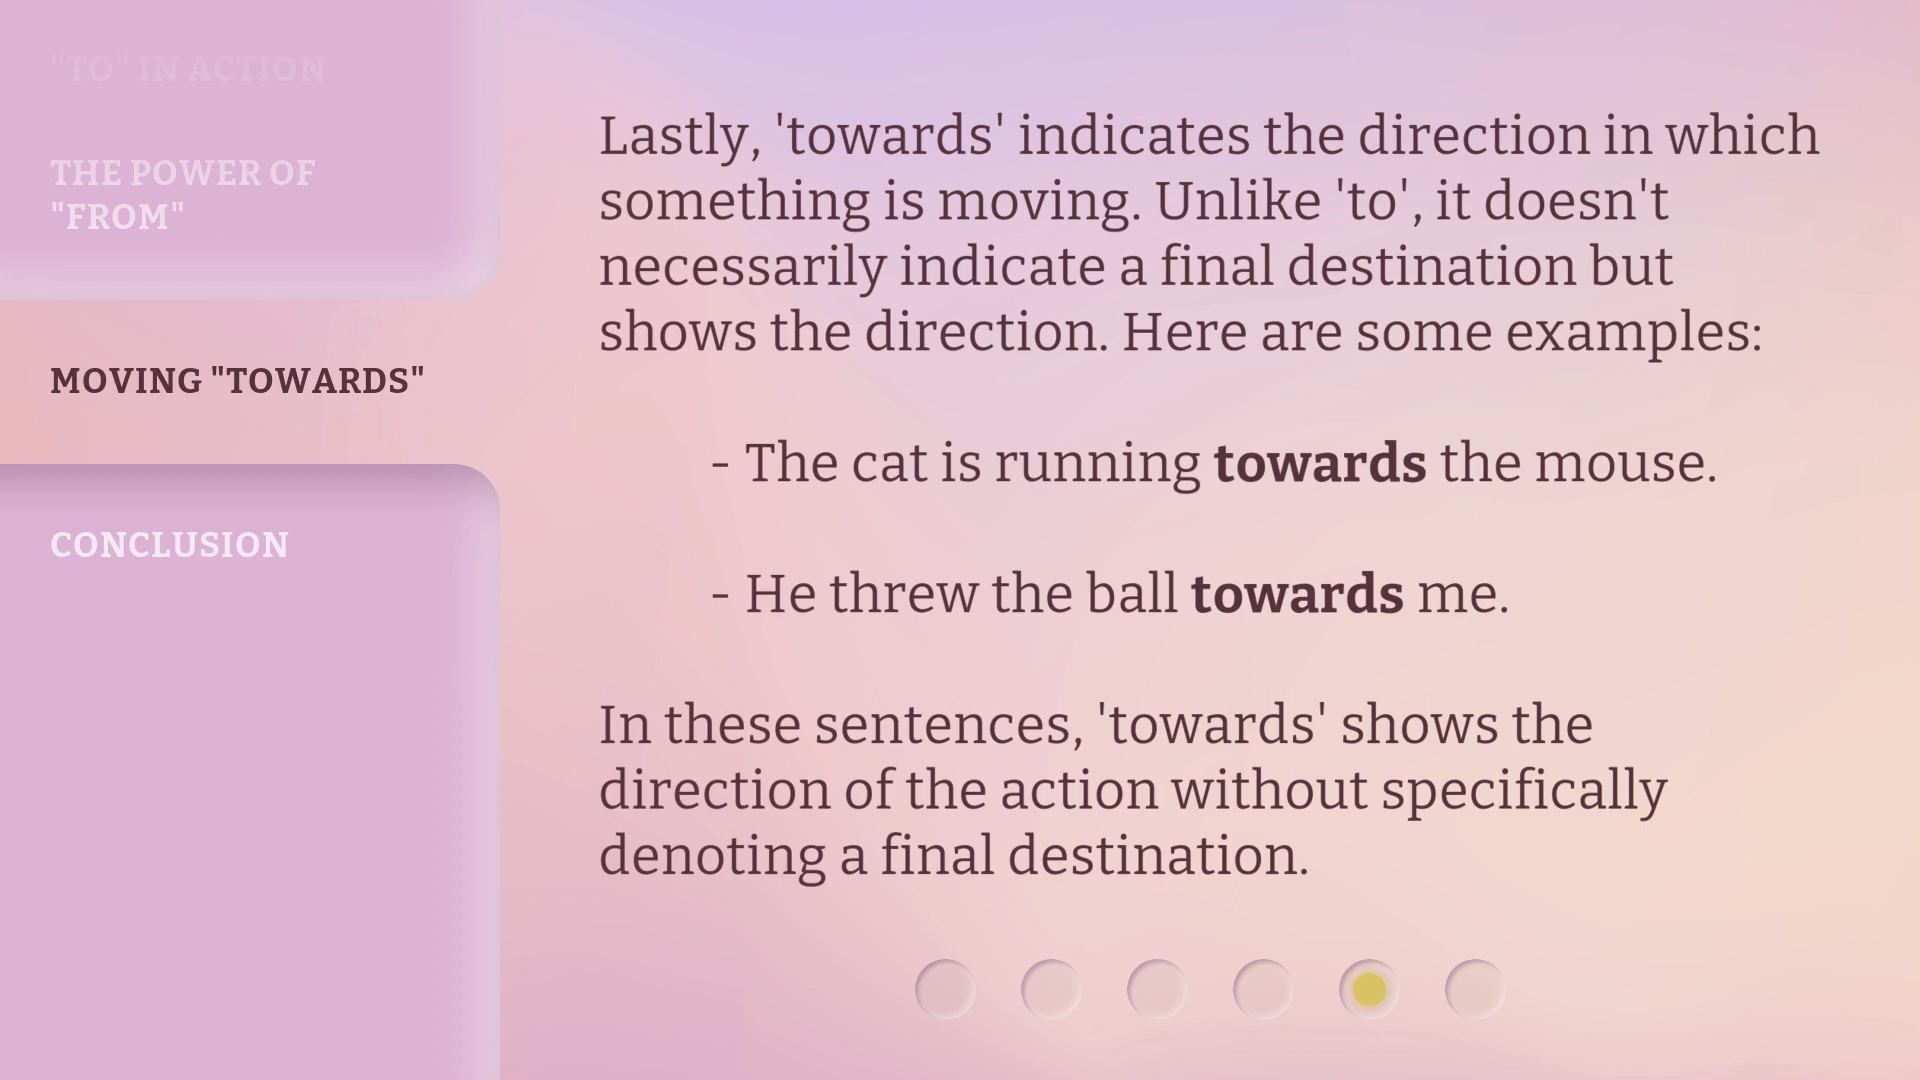 "TO" IN ACTION
THE POWER OF
"FROM"
MOVING "TOWARDS"
CONCLUSION
Lastly, 'towards' indicates the direction in which
something is moving. Unlike 'to', it doesn't
necessarily indicate a final destination but
shows the direction. Here are some examples:
- The cat is running towards the mouse.
- He threw the ball towards me.
In these sentences, 'towards' shows the
direction of the action without specifically
denoting a final destination.